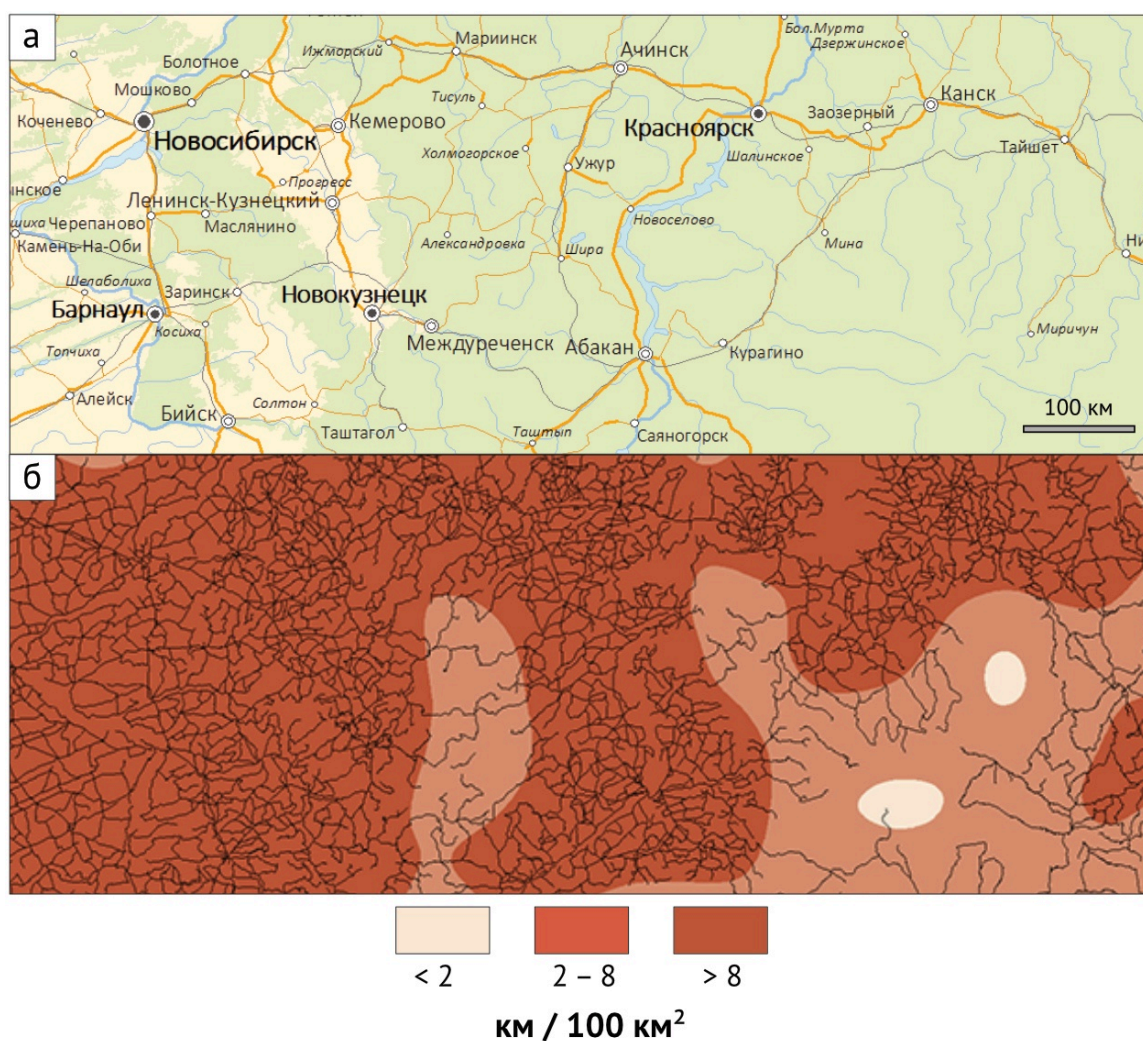 а
Ижморский
Мариинск
Ачинск
Бол.Мурта
Дзержинское
Болотное
Мошково
Тисуль
Коченево
Новосибирск
Кемерово
Красноярск
Заозерный
Канск
Холмогорское
Ужур
Шалинское
Тайшет
Прогресс
Ленинск-Кузнецкий
Черепаново
Маслянино
Новоселово
Камень-На-Оби
Александровка
Шира
Мина
Шелаболиха
Заринск
Новокузнецк
Барнаул
Косиха
Междуреченск
Абакан
Курагино
Миричун
Топчиха
Алейск
Бийск
Солтон
Таштагол
Таштып
Саяногорск
100 км
б
< 2
2 – 8
> 8
км / 100 км²